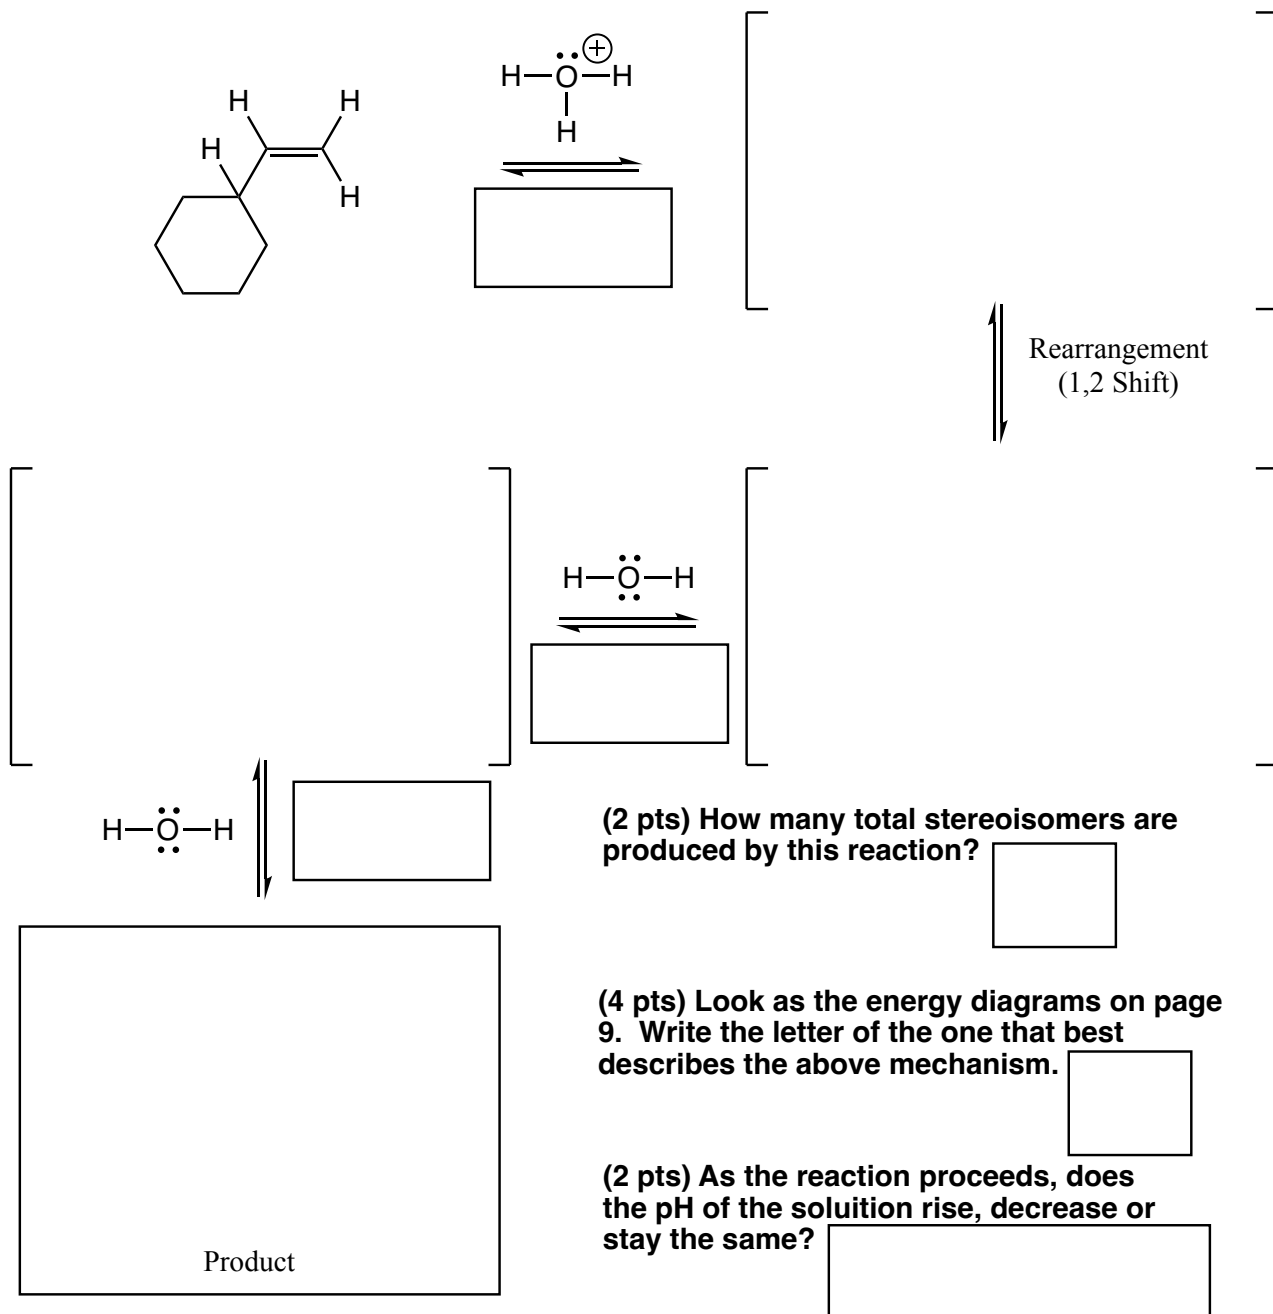 H
H
H
H
H—O—H
+
H
Rearrangement
(1,2 Shift)
H—O—H
H—O—H
(2 pts) How many total stereoisomers are
produced by this reaction?
(4 pts) Look as the energy diagrams on page
9. Write the letter of the one that best
describes the above mechanism.
(2 pts) As the reaction proceeds, does
the pH of the soluition rise, decrease or
stay the same?
Product